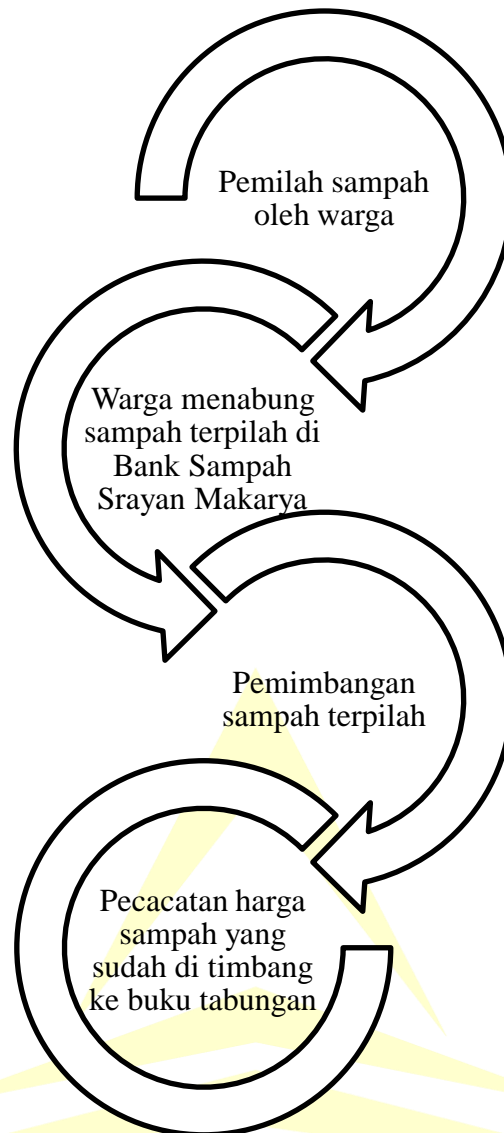 Pemilah sampah
oleh warga
Warga menabung
sampah terpilah di
Bank Sampah
Srayan Makarya
Pemimbangan
sampah terpilah
Pecacatan harga
sampah yang
sudah di timbang
ke buku tabungan